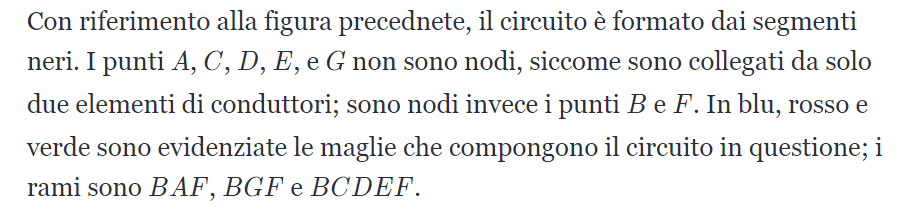 Con riferimento alla figura precednete, il circuito è formato dai segmenti
neri. I punti A, C, D, E, e G non sono nodi, siccome sono collegati da solo
due elementi di conduttori; sono nodi invece i punti B e F. In blu, rosso e
verde sono evidenziate le maglie che compongono il circuito in questione; i
rami sono BAF, BGF e BCDEF.